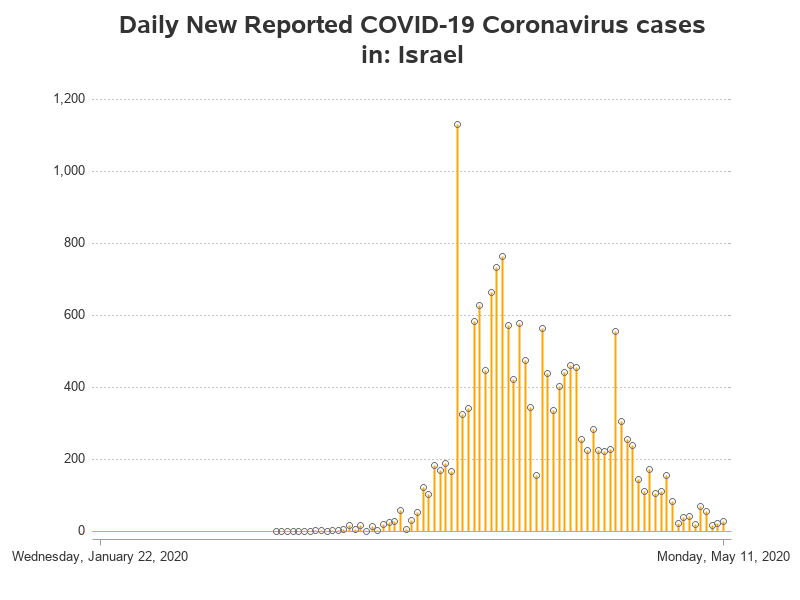 Daily New Reported COVID-19 Coronavirus cases
in: Israel
1,200
1,000
800
600
400
200
0
Wednesday, January 22, 2020
Monday, May 11, 2020